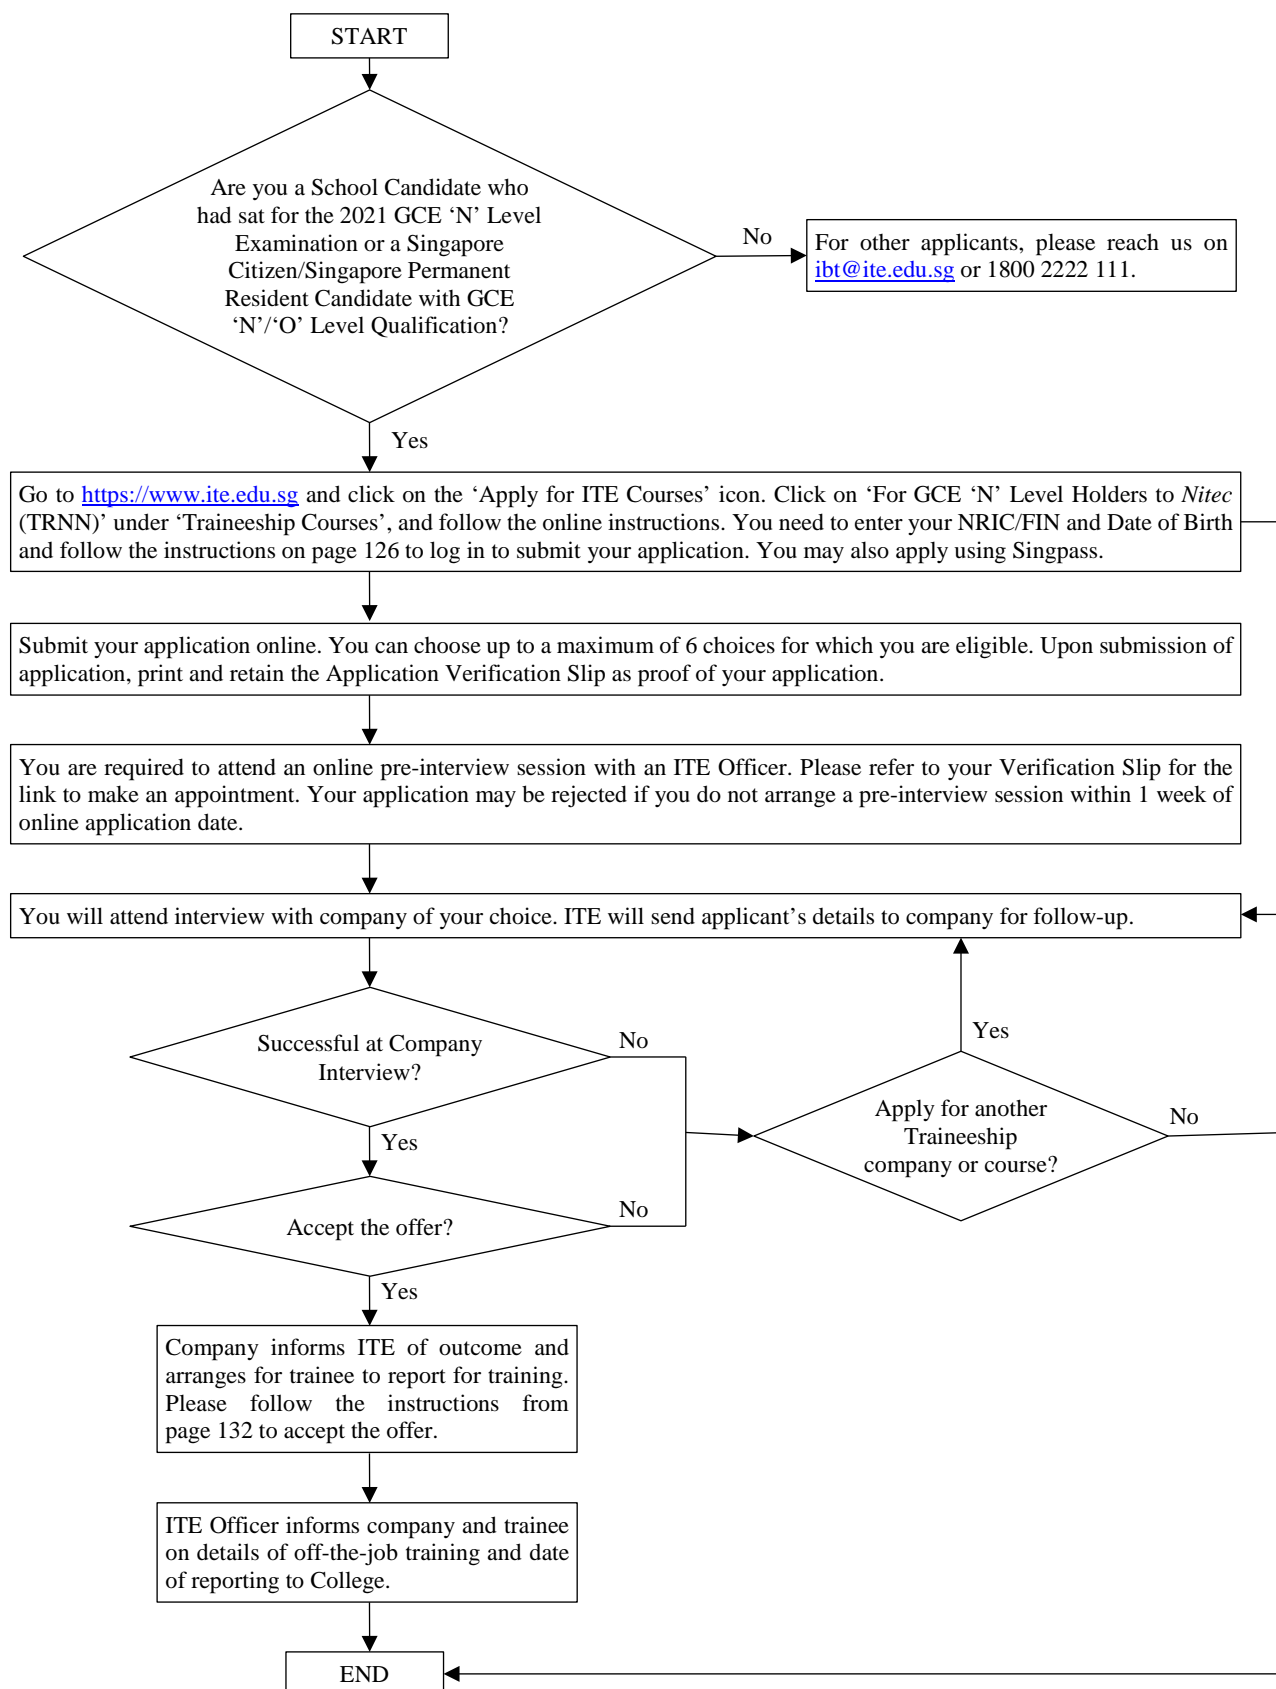 START
Are you a School Candidate who
had sat for the 2021 GCE ‘N’ Level
Examination or a Singapore
Citizen/Singapore Permanent
Resident Candidate with GCE
‘N’/‘O’ Level Qualification?
No
For other applicants, please reach us on
ibt@ite.edu.sg or 1800 2222 111.
Yes
Go to https://www.ite.edu.sg and click on the ‘Apply for ITE Courses’ icon. Click on ‘For GCE ‘N’ Level Holders to Nitec
(TRNN)’ under ‘Traineeship Courses’, and follow the online instructions. You need to enter your NRIC/FIN and Date of Birth
and follow the instructions on page 126 to log in to submit your application. You may also apply using Singpass.
Submit your application online. You can choose up to a maximum of 6 choices for which you are eligible. Upon submission of
application, print and retain the Application Verification Slip as proof of your application.
You are required to attend an online pre-interview session with an ITE Officer. Please refer to your Verification Slip for the
link to make an appointment. Your application may be rejected if you do not arrange a pre-interview session within 1 week of
online application date.
You will attend interview with company of your choice. ITE will send applicant’s details to company for follow-up.
Successful at Company
Interview?
No
Yes
Yes
Apply for another
Traineeship
company or course?
No
Accept the offer?
No
Yes
Company informs ITE of outcome and
arranges for trainee to report for training.
Please follow the instructions from
page 132 to accept the offer.
ITE Officer informs company and trainee
on details of off-the-job training and date
of reporting to College.
END